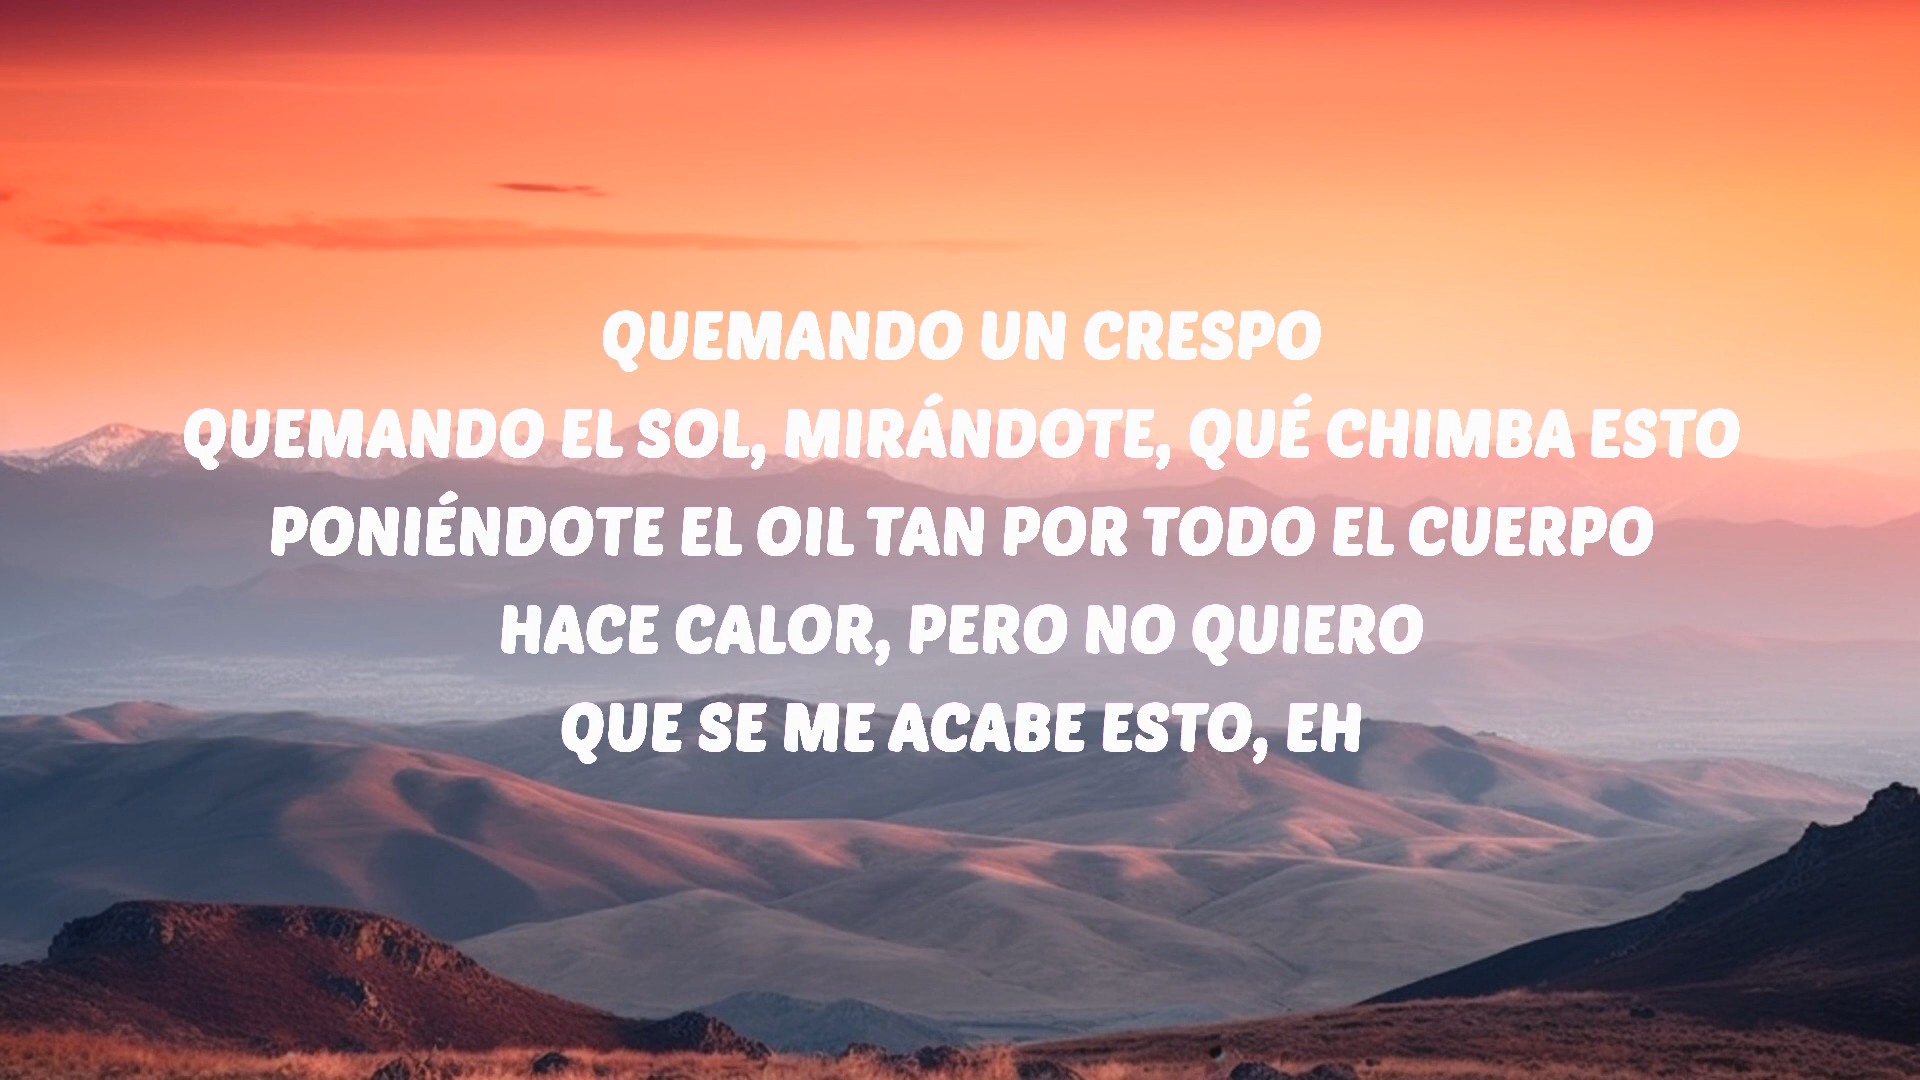 QUEMANDO UN CRESPO
QUEMANDO EL SOL, MIRÁNDOTE, QUÉ CHIMBA ESTO
PONIÉNDOTE EL OIL TAN POR TODO EL CUERPO
HACE CALOR, PERO NO QUIERO
QUE SE ME ACABE ESTO, EH